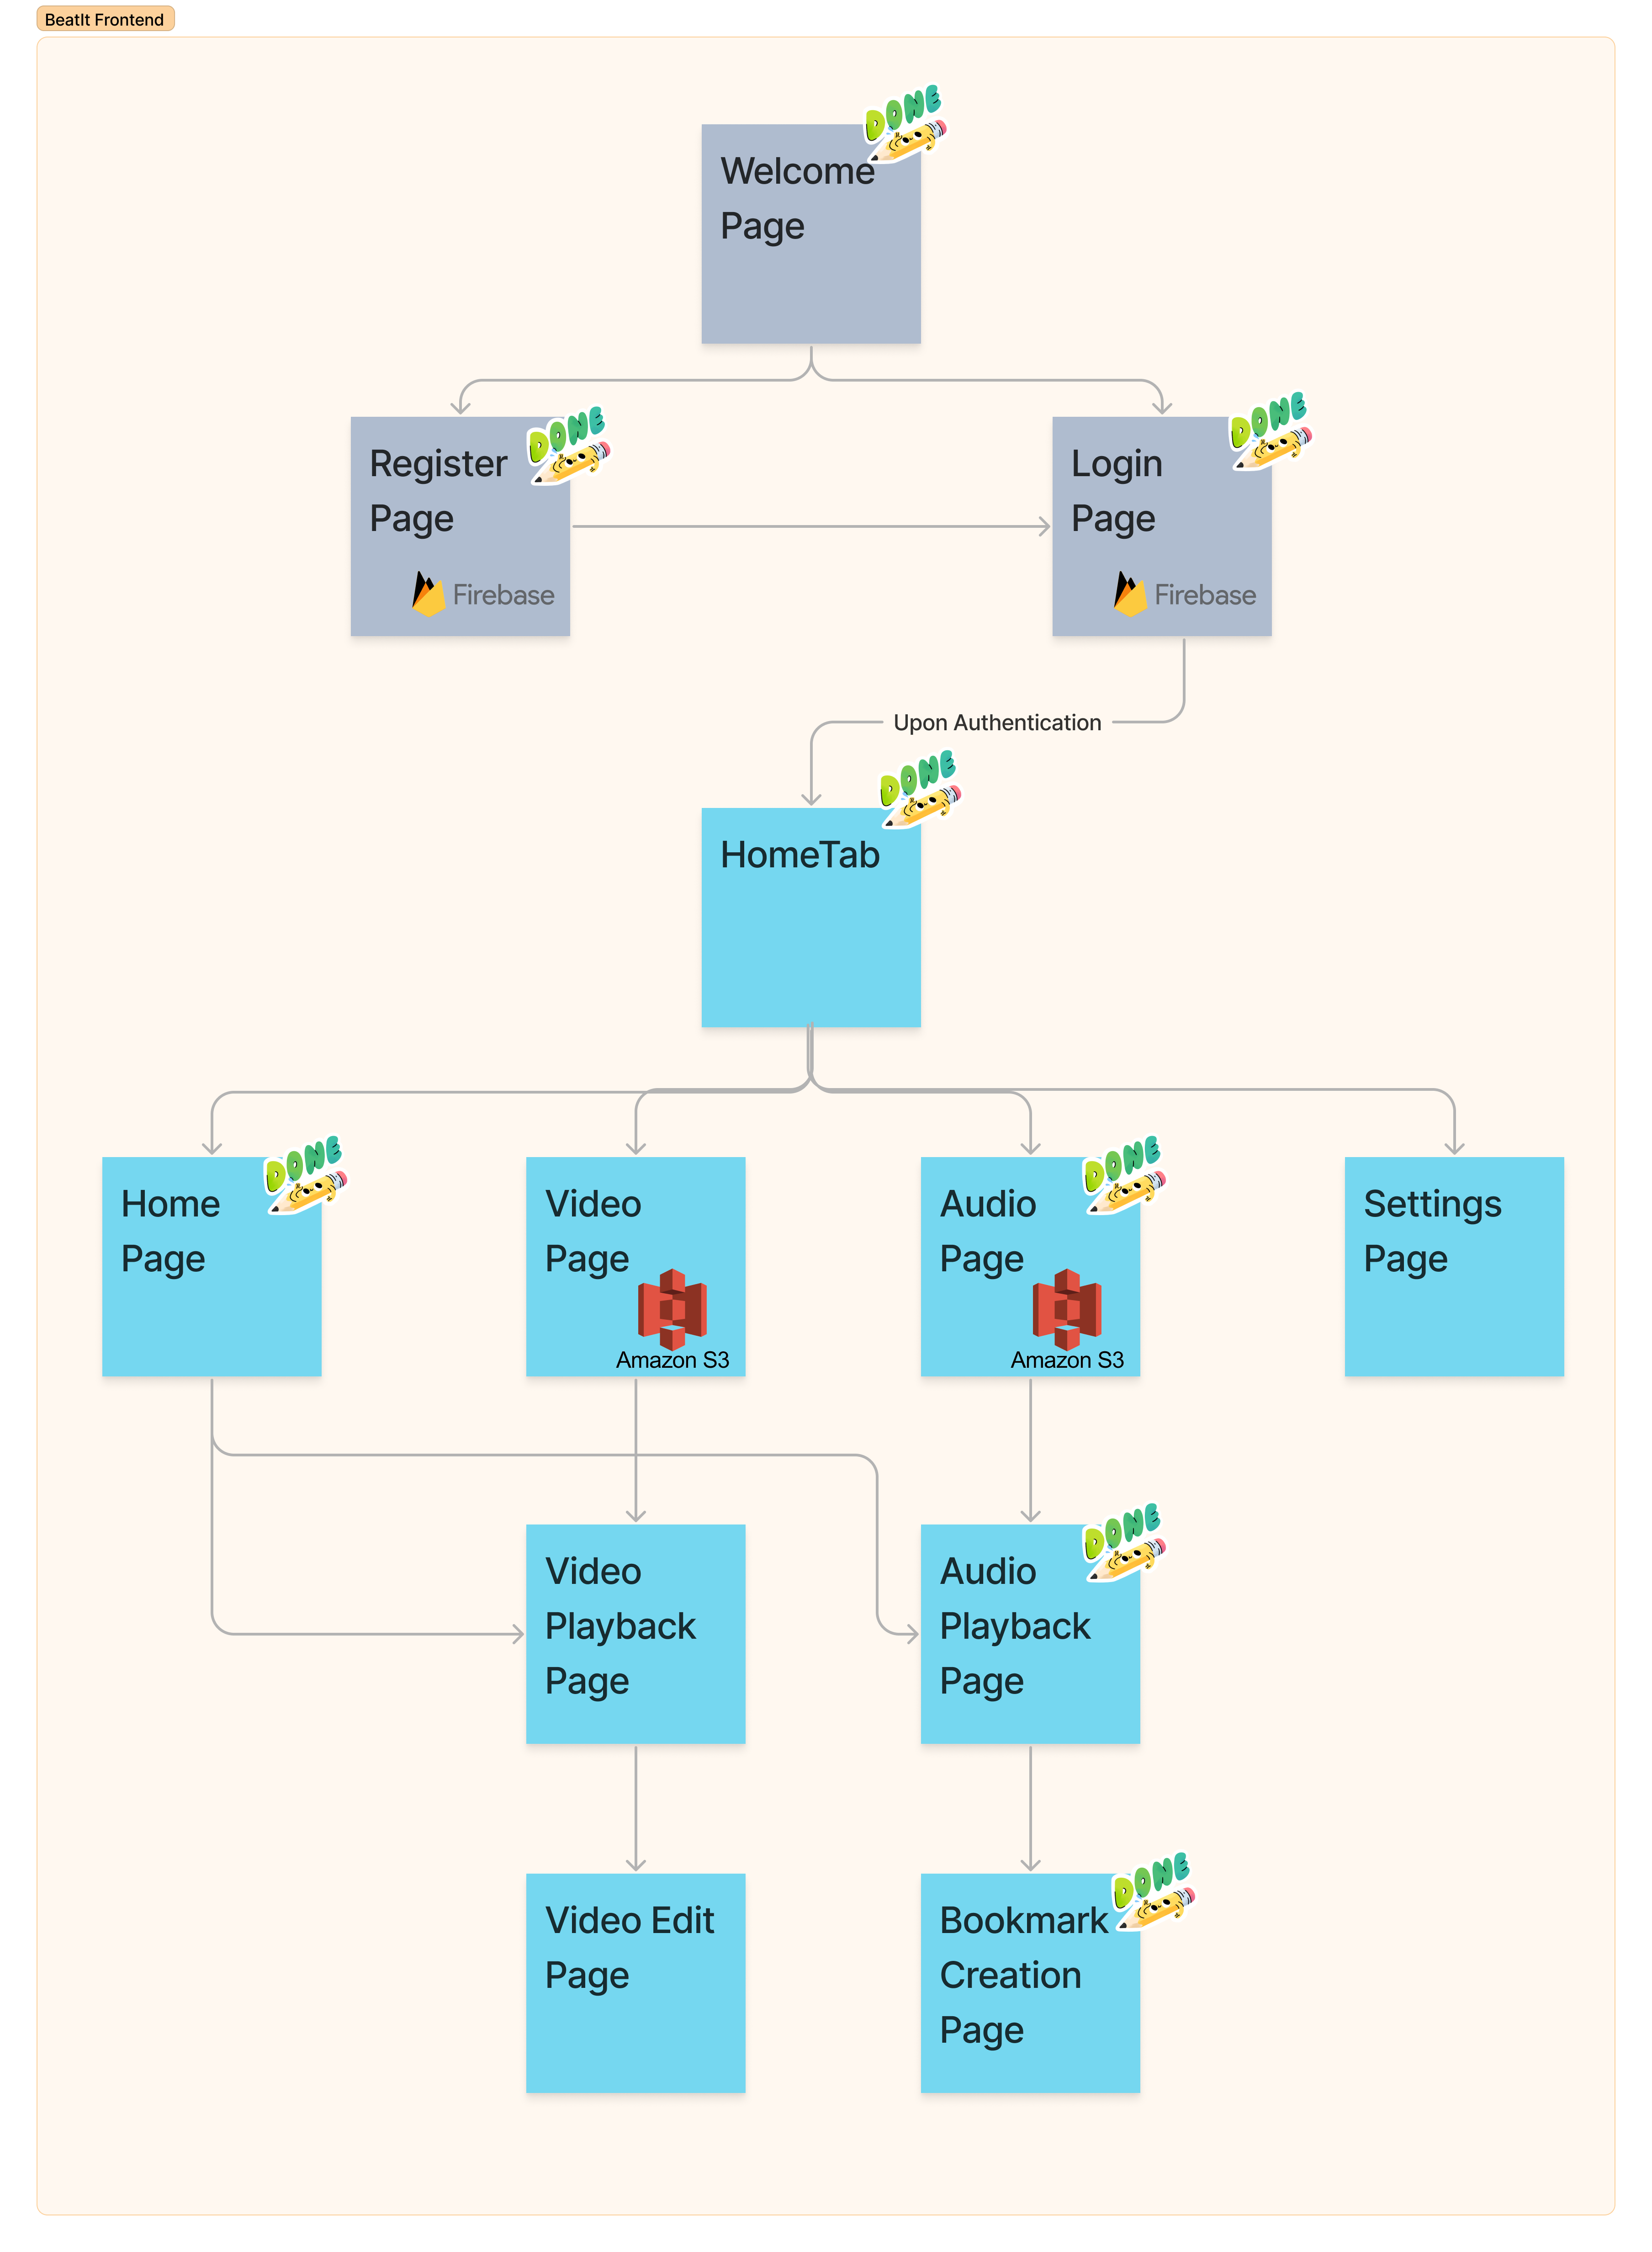 BeatIt Frontend
DONE
Welcome
Page
DONE
Register
Page
Firebase
DONE
Login
Page
Firebase
Upon Authentication
DONE
HomeTab
DONE
Home
Page
Video
Page
Amazon S3
DONE
Audio
Page
Amazon S3
Settings
Page
Video
Playback
Page
DONE
Audio
Playback
Page
Video Edit
Page
DONE
Bookmark
Creation
Page